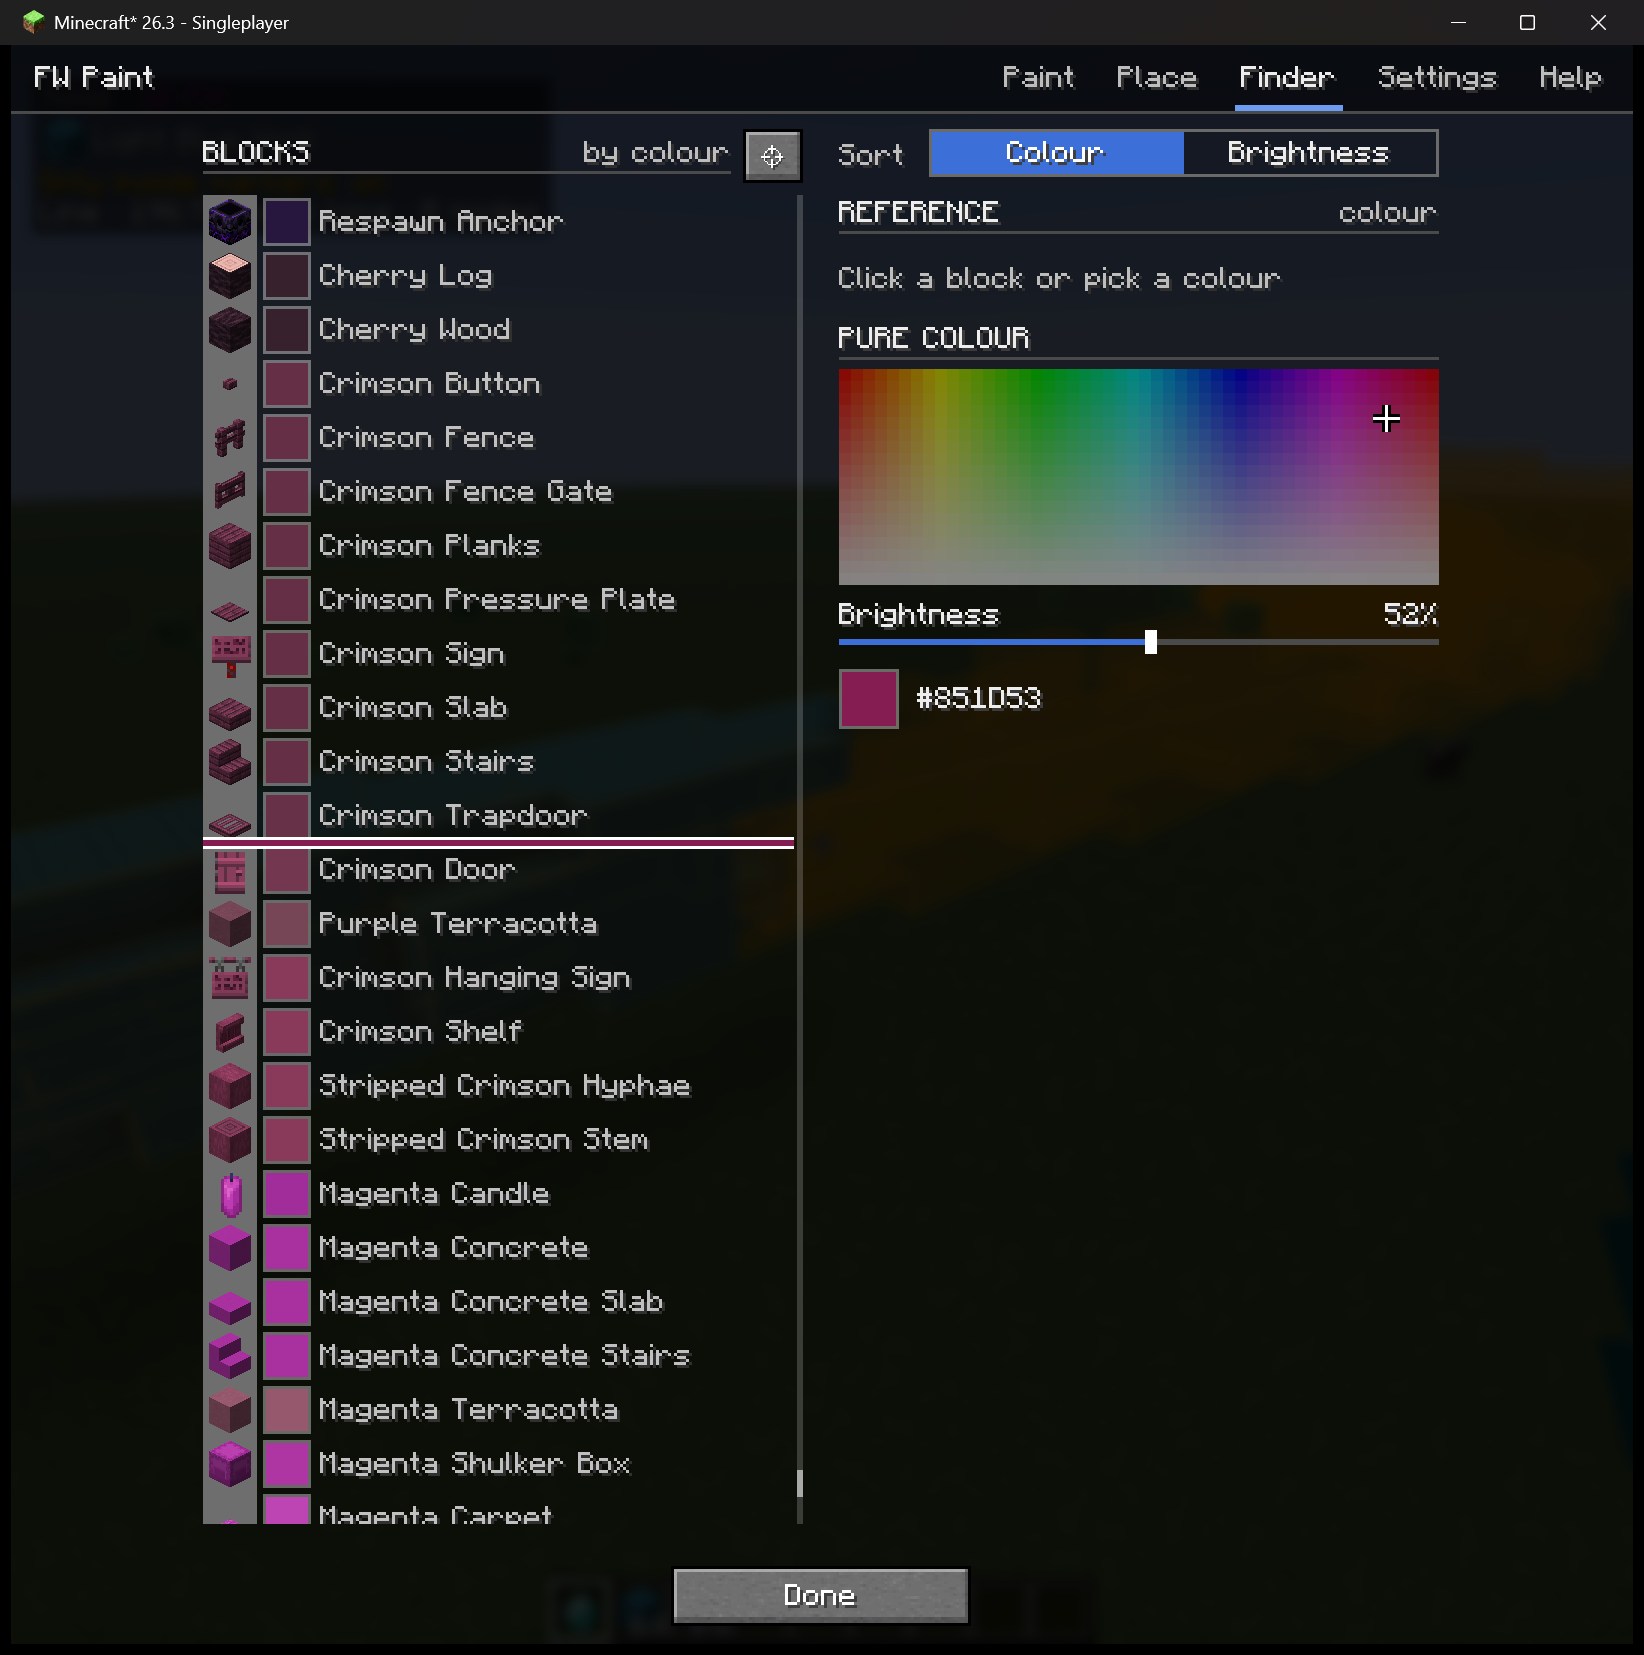 Minecraft* 26.3 - Singleplayer
FW Paint
Paint Place Finder Settings Help
BLOCKS by colour
Respawn Anchor
Cherry Log
Cherry Wood
Crimson Button
Crimson Fence
Crimson Fence Gate
Crimson Planks
Crimson Pressure Plate
Crimson Sign
Crimson Slab
Crimson Stairs
Crimson Trapdoor
Crimson Door
Purple Terracotta
Crimson Hanging Sign
Crimson Shelf
Stripped Crimson Hyphae
Stripped Crimson Stem
Magenta Candle
Magenta Concrete
Magenta Concrete Slab
Magenta Concrete Stairs
Magenta Terracotta
Magenta Shulker Box
Magenta Carpet
Sort Colour Brightness
REFERENCE colour
Click a block or pick a colour
PURE COLOUR
Brightness 52%
#851D53
Done